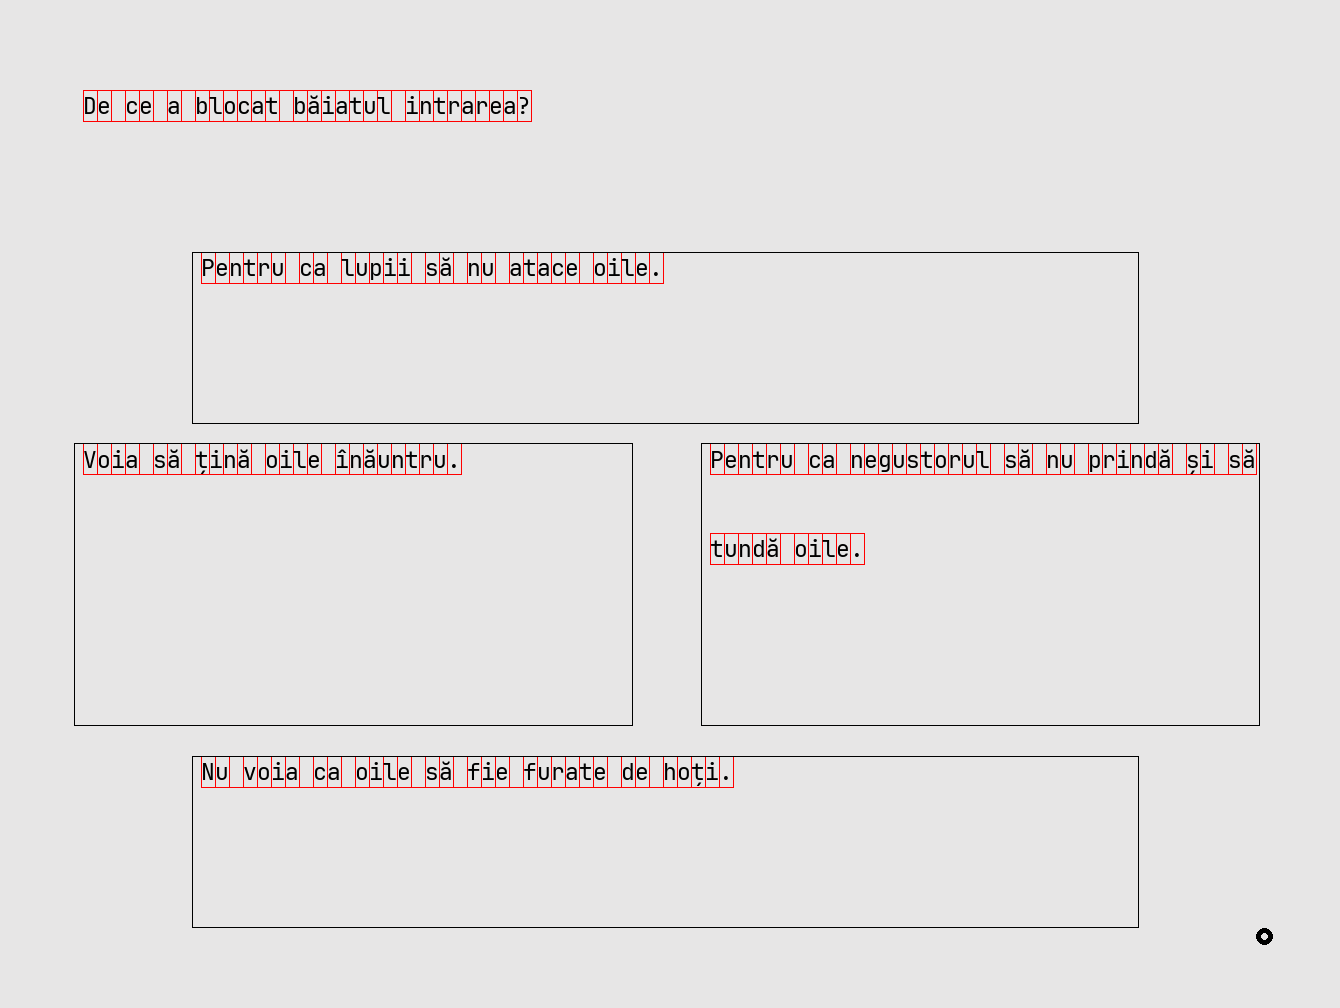 De ce a blocat băiatul intrarea?
Pentru ca lupii să nu atace oile.
Voia să țină oile înăuntru.
Pentru ca negustorul să nu prindă și să
tundă oile.
Nu voia ca oile să fie furate de hoți.